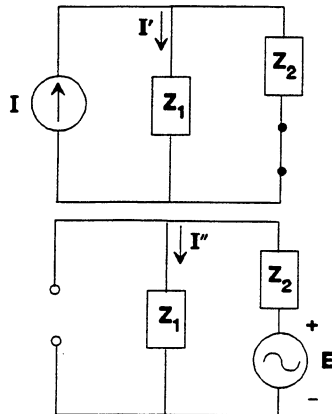 I'
I
Z₁
Z₂
I"
Z₁
Z₂
+
E
−